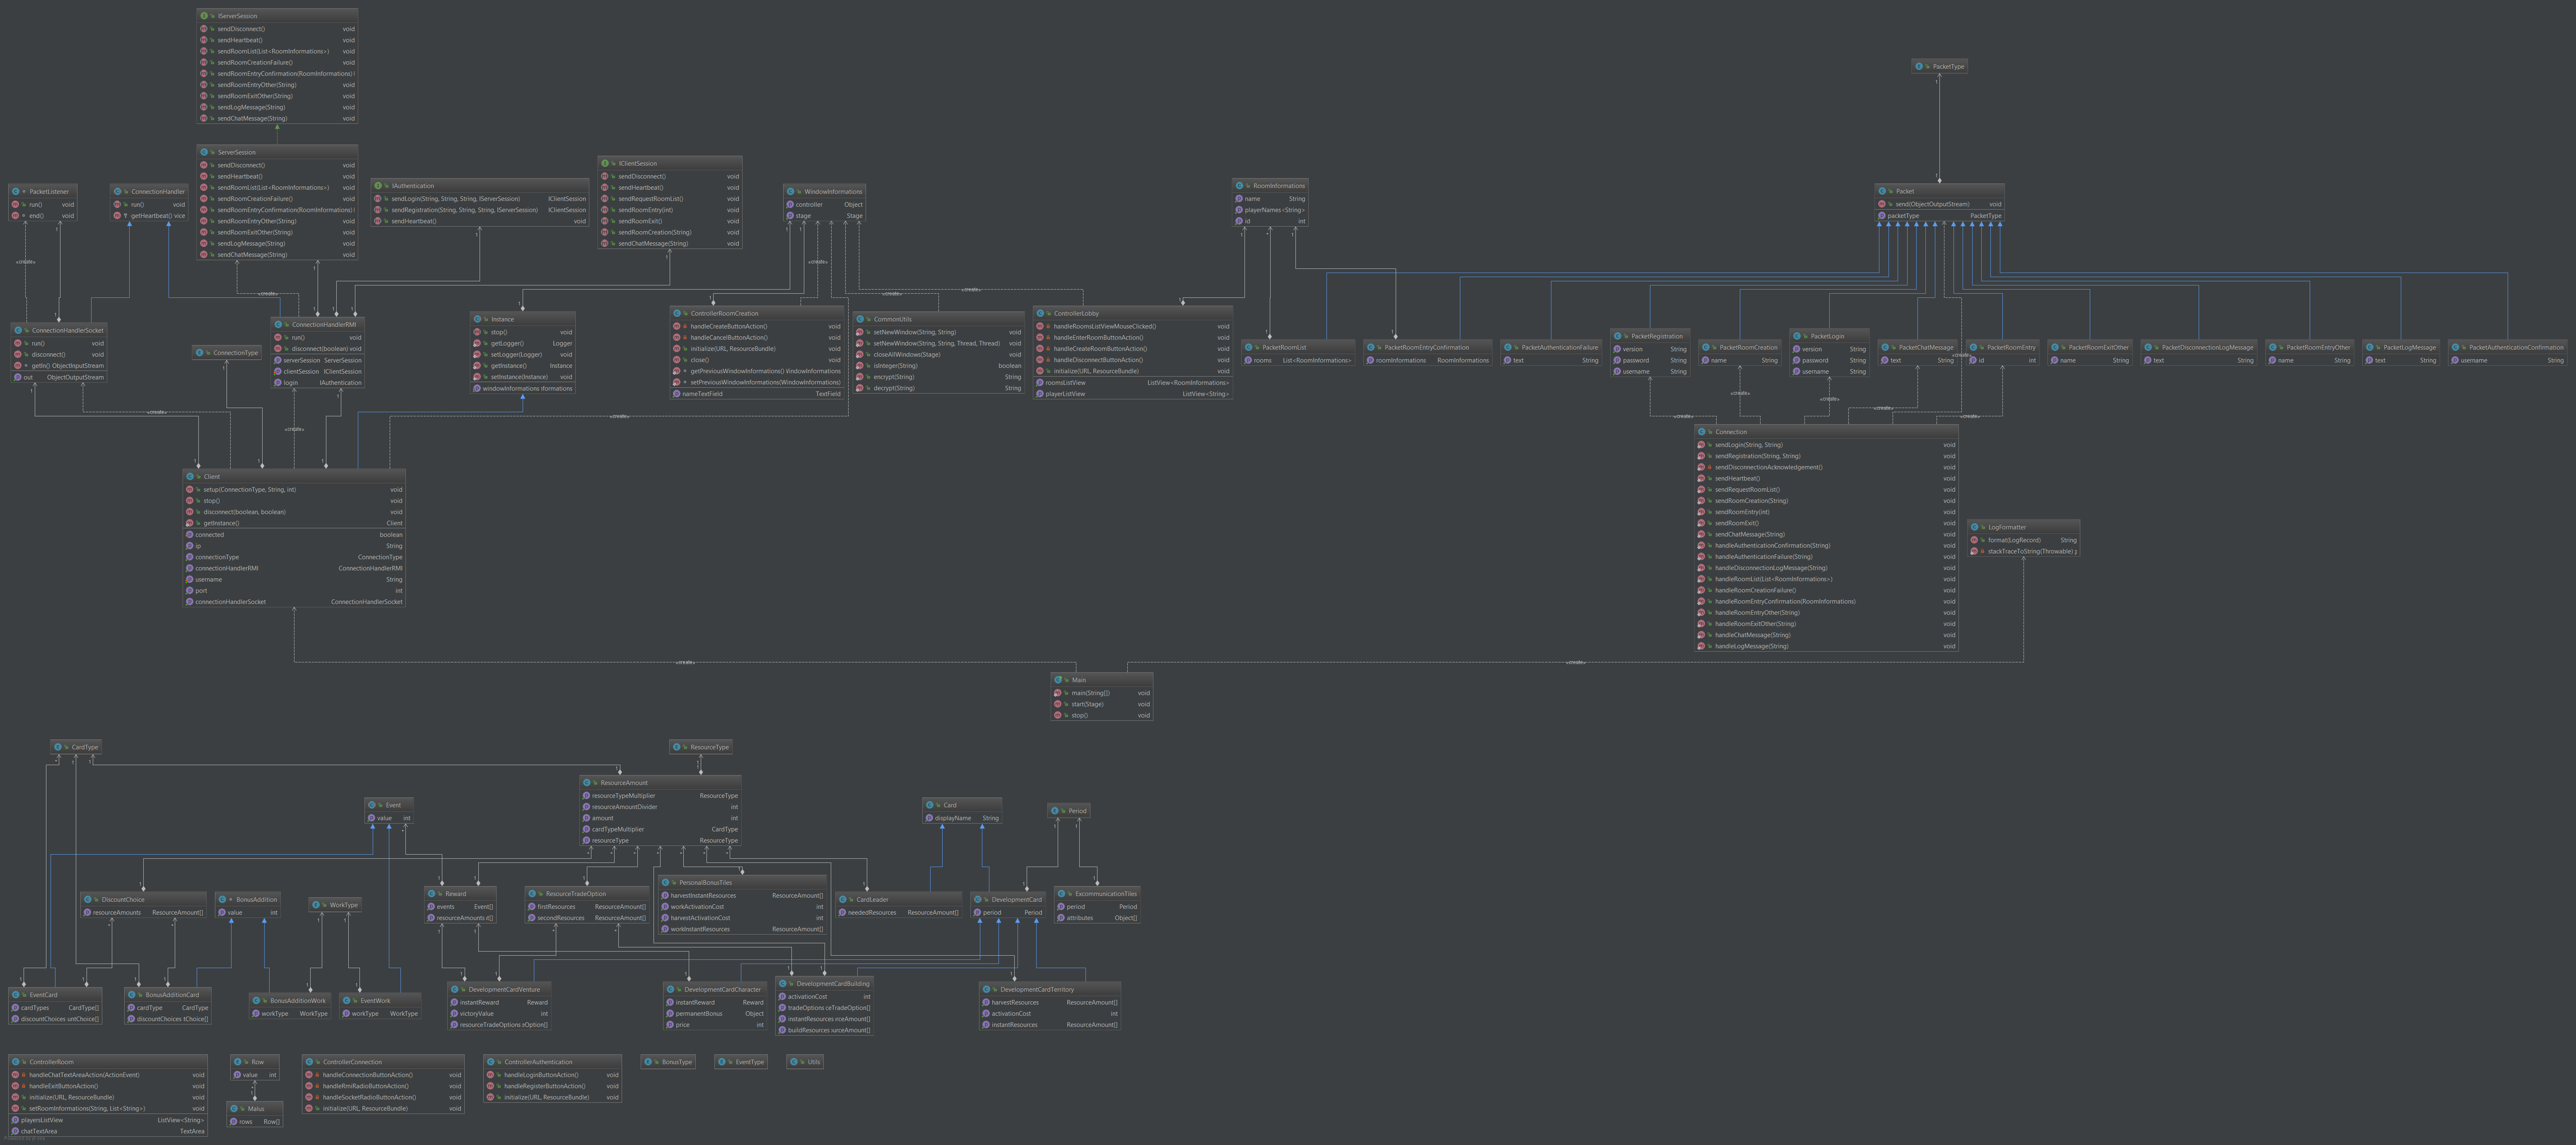 IServerSession
sendDisconnect() void
sendHeartbeat() void
sendRoomList(List<RoomInformations>) void
sendRoomCreationFailure() void
sendRoomEntryConfirmation(RoomInformations)
sendRoomEntryOther(String) void
sendRoomExitOther(String) void
sendLogMessage(String) void
sendChatMessage(String) void
PacketType
ServerSession
sendDisconnect() void
sendHeartbeat() void
sendRoomList(List<RoomInformations>) void
sendRoomCreationFailure() void
sendRoomEntryConfirmation(RoomInformations)
sendRoomEntryOther(String) void
sendRoomExitOther(String) void
sendLogMessage(String) void
sendChatMessage(String) void
PacketListener
run() void
end() void
ConnectionHandler
run() void
getHeartbeat() vice
IAuthentication
sendLogin(String, String, String, IServerSession) IClientSession
sendRegistration(String, String, String, IServerSession) IClientSession
sendHeartbeat() void
IClientSession
sendDisconnect() void
sendHeartbeat() void
sendRequestRoomList() void
sendRoomEntry(int) void
sendRoomExit() void
sendRoomCreation(String) void
sendChatMessage(String) void
WindowInformations
controller Object
stage Stage
RoomInformations
name String
playerNames<String>
id int
Packet
send(ObjectOutputStream) void
packetType PacketType
ConnectionHandlerSocket
run() void
disconnect() void
getIn() ObjectInputStream
out ObjectOutputStream
ConnectionHandlerRMI
run() void
disconnect(boolean) void
serverSession ServerSession
clientSession IClientSession
login IAuthentication
ConnectionType
Instance
stop() void
getLogger() Logger
setLogger(Logger) void
getInstance() Instance
setInstance(Instance) void
windowInformations
ControllerRoomCreation
handleCreateButtonAction() void
handleCancelButtonAction() void
initialize(URL, ResourceBundle) void
close() void
getPreviousWindowInformations() WindowInformations
setPreviousWindowInformations(WindowInformations)
nameTextField TextField
CommonUtils
setNewWindow(String, String) void
setNewWindow(String, String, Thread, Thread) void
closeAllWindows(Stage) void
isInteger(String) boolean
encrypt(String) String
decrypt(String) String
ControllerLobby
handleRoomsListViewMouseClicked() void
handleEnterRoomButtonAction() void
handleCreateRoomButtonAction() void
handleDisconnectButtonAction() void
initialize(URL, ResourceBundle) void
roomsListView ListView<RoomInformations>
playerListView ListView<String>
PacketRoomList
rooms List<RoomInformations>
PacketRoomEntryConfirmation
roomInformations RoomInformations
PacketAuthenticationFailure
text String
PacketRegistration
version String
password String
username String
PacketRoomCreation
name String
PacketLogin
version String
password String
username String
PacketChatMessage
text String
PacketRoomEntry
id int
PacketRoomExitOther
name String
PacketDisconnectionLogMessage
text String
PacketRoomEntryOther
name String
PacketLogMessage
text String
PacketAuthenticationConfirmation
username String
Client
setup(ConnectionType, String, int) void
stop() void
disconnect(boolean, boolean) void
getInstance() Client
connected boolean
ip String
connectionType ConnectionType
connectionHandlerRMI ConnectionHandlerRMI
username String
port int
connectionHandlerSocket ConnectionHandlerSocket
Connection
sendLogin(String, String) void
sendRegistration(String, String) void
sendDisconnectionAcknowledgement() void
sendHeartbeat() void
sendRequestRoomList() void
sendRoomCreation(String) void
sendRoomEntry(int) void
sendRoomExit() void
sendChatMessage(String) void
handleAuthenticationConfirmation(String) void
handleAuthenticationFailure(String) void
handleDisconnectionLogMessage(String) void
handleRoomList(List<RoomInformations>) void
handleRoomCreationFailure() void
handleRoomEntryConfirmation(RoomInformations) void
handleRoomEntryOther(String) void
handleRoomExitOther(String) void
handleChatMessage(String) void
handleLogMessage(String) void
LogFormatter
format(LogRecord) String
stackTraceToString(Throwable)
Main
main(String[]) void
start(Stage) void
stop() void
CardType
ResourceType
ResourceAmount
resourceTypeMultiplier ResourceType
resourceAmountDivider int
amount int
cardTypeMultiplier CardType
resourceType ResourceType
Event
value int
Card
displayName String
Period
DiscountChoice
resourceAmounts ResourceAmount[]
BonusAddition
value int
WorkType
Reward
events Event[]
resourceAmounts
ResourceTradeOption
firstResources ResourceAmount[]
secondResources ResourceAmount[]
PersonalBonusTiles
harvestInstantResources ResourceAmount[]
workActivationCost int
harvestActivationCost int
workInstantResources ResourceAmount[]
CardLeader
neededResources ResourceAmount[]
DevelopmentCard
period Period
ExcommunicationTiles
period Period
attributes Object[]
EventCard
cardTypes CardType[]
discountChoices untChoice[]
BonusAdditionCard
cardType CardType
discountChoices tChoice[]
BonusAdditionWork
workType WorkType
EventWork
workType WorkType
DevelopmentCardVenture
instantReward Reward
victoryValue int
resourceTradeOptions
DevelopmentCardCharacter
instantReward Reward
permanentBonus Object
price int
DevelopmentCardBuilding
activationCost int
tradeOptions ceTradeOption[]
instantResources rceAmount[]
buildResources urceAmount[]
DevelopmentCardTerritory
harvestResources ResourceAmount[]
activationCost int
instantResources ResourceAmount[]
ControllerRoom
handleChatTextAreaAction(ActionEvent) void
handleExitButtonAction() void
initialize(URL, ResourceBundle) void
setRoomInformations(String, List<String>) void
playersListView ListView<String>
chatTextArea TextArea
Row
value int
Malus
rows Row[]
ControllerConnection
handleConnectionButtonAction() void
handleRmiRadioButtonAction() void
handleSocketRadioButtonAction() void
initialize(URL, ResourceBundle) void
ControllerAuthentication
handleLoginButtonAction() void
handleRegisterButtonAction() void
initialize(URL, ResourceBundle) void
BonusType
EventType
Utils